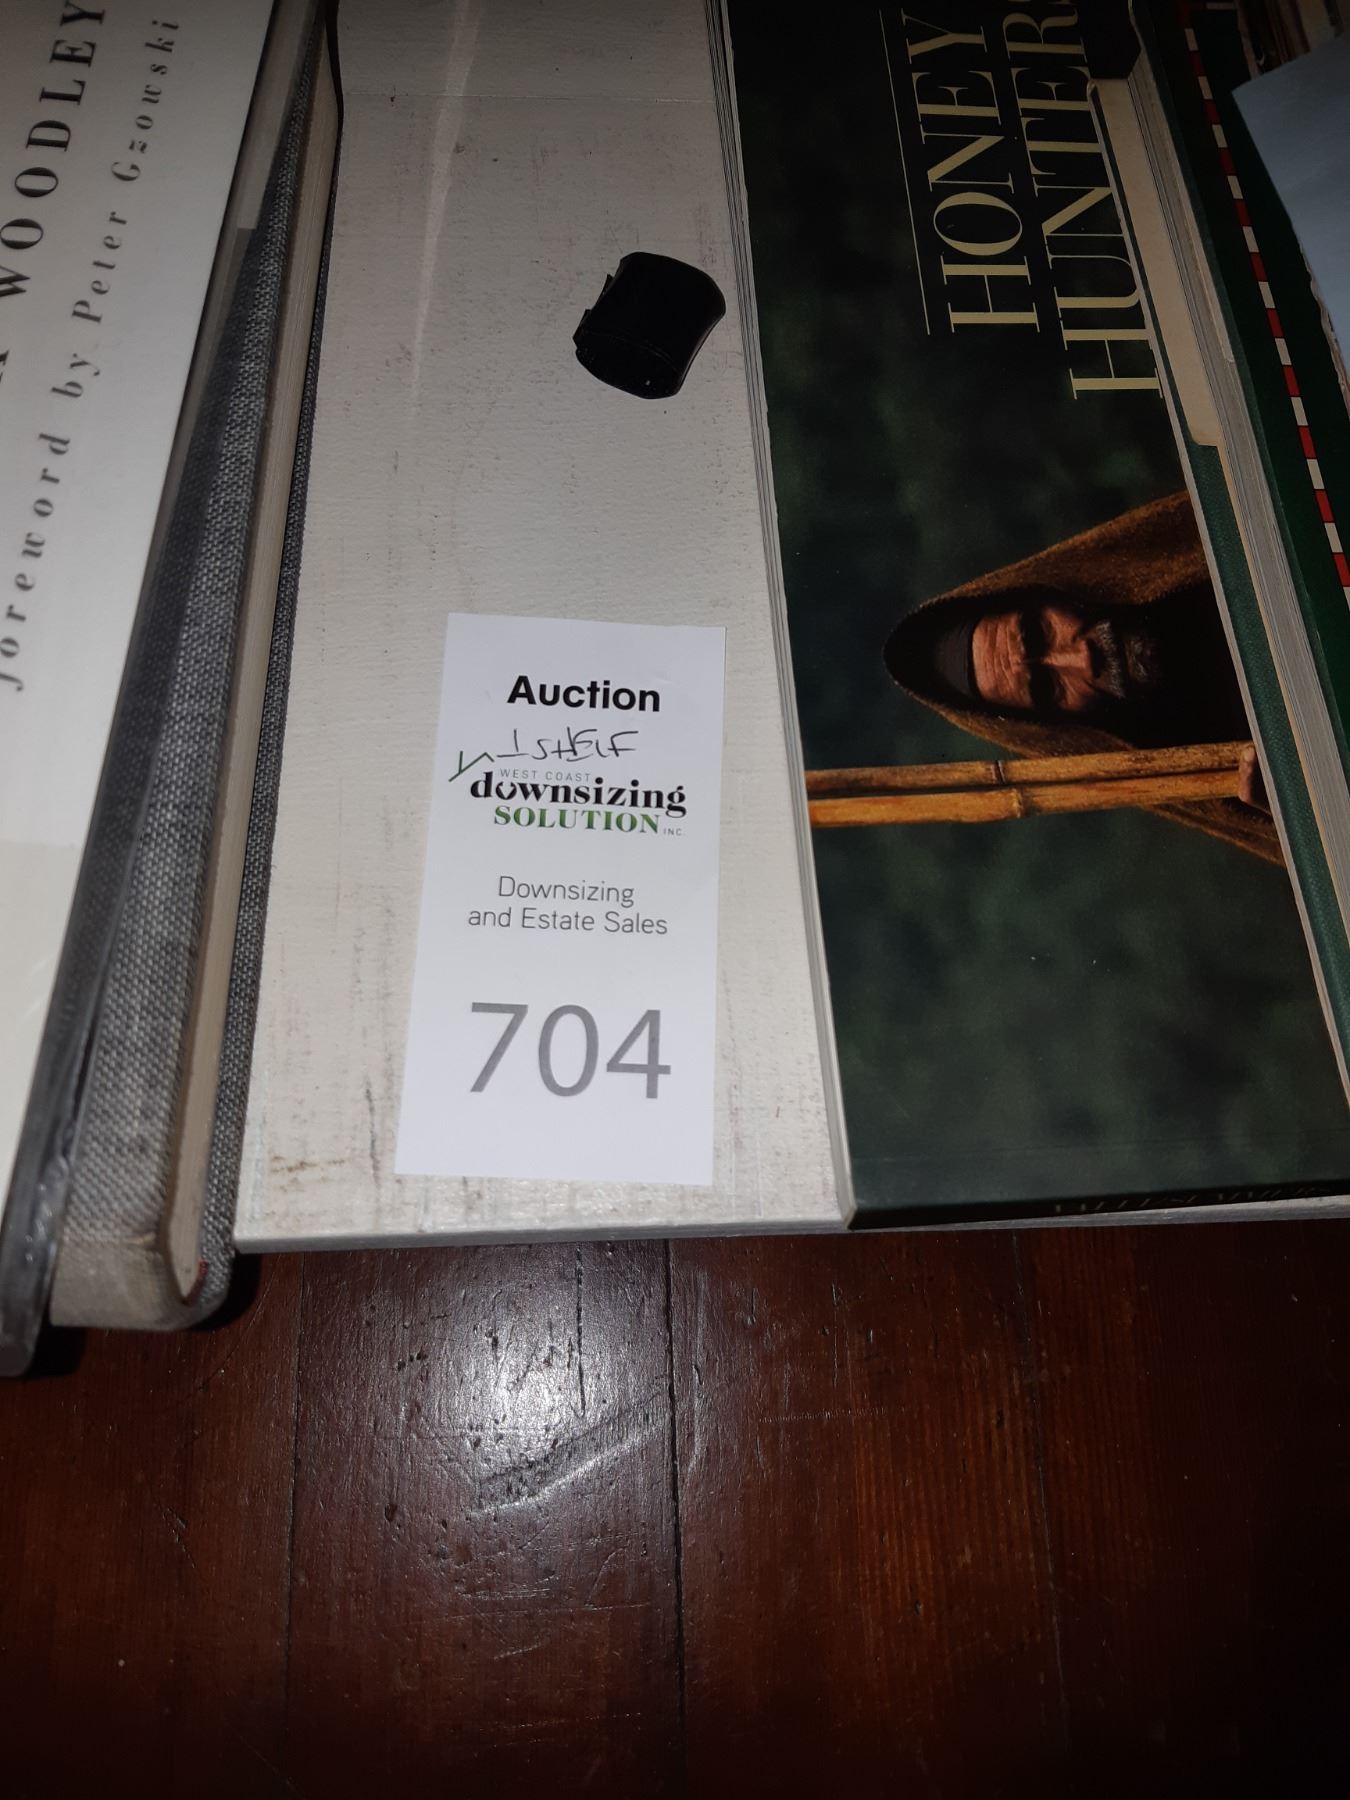 WOODLEY
foreword by Peter Gzowski
HONEY
HUNTERS
Auction
1 SHELF
WEST COAST
downsizing
SOLUTION INC.
Downsizing
and Estate Sales
704